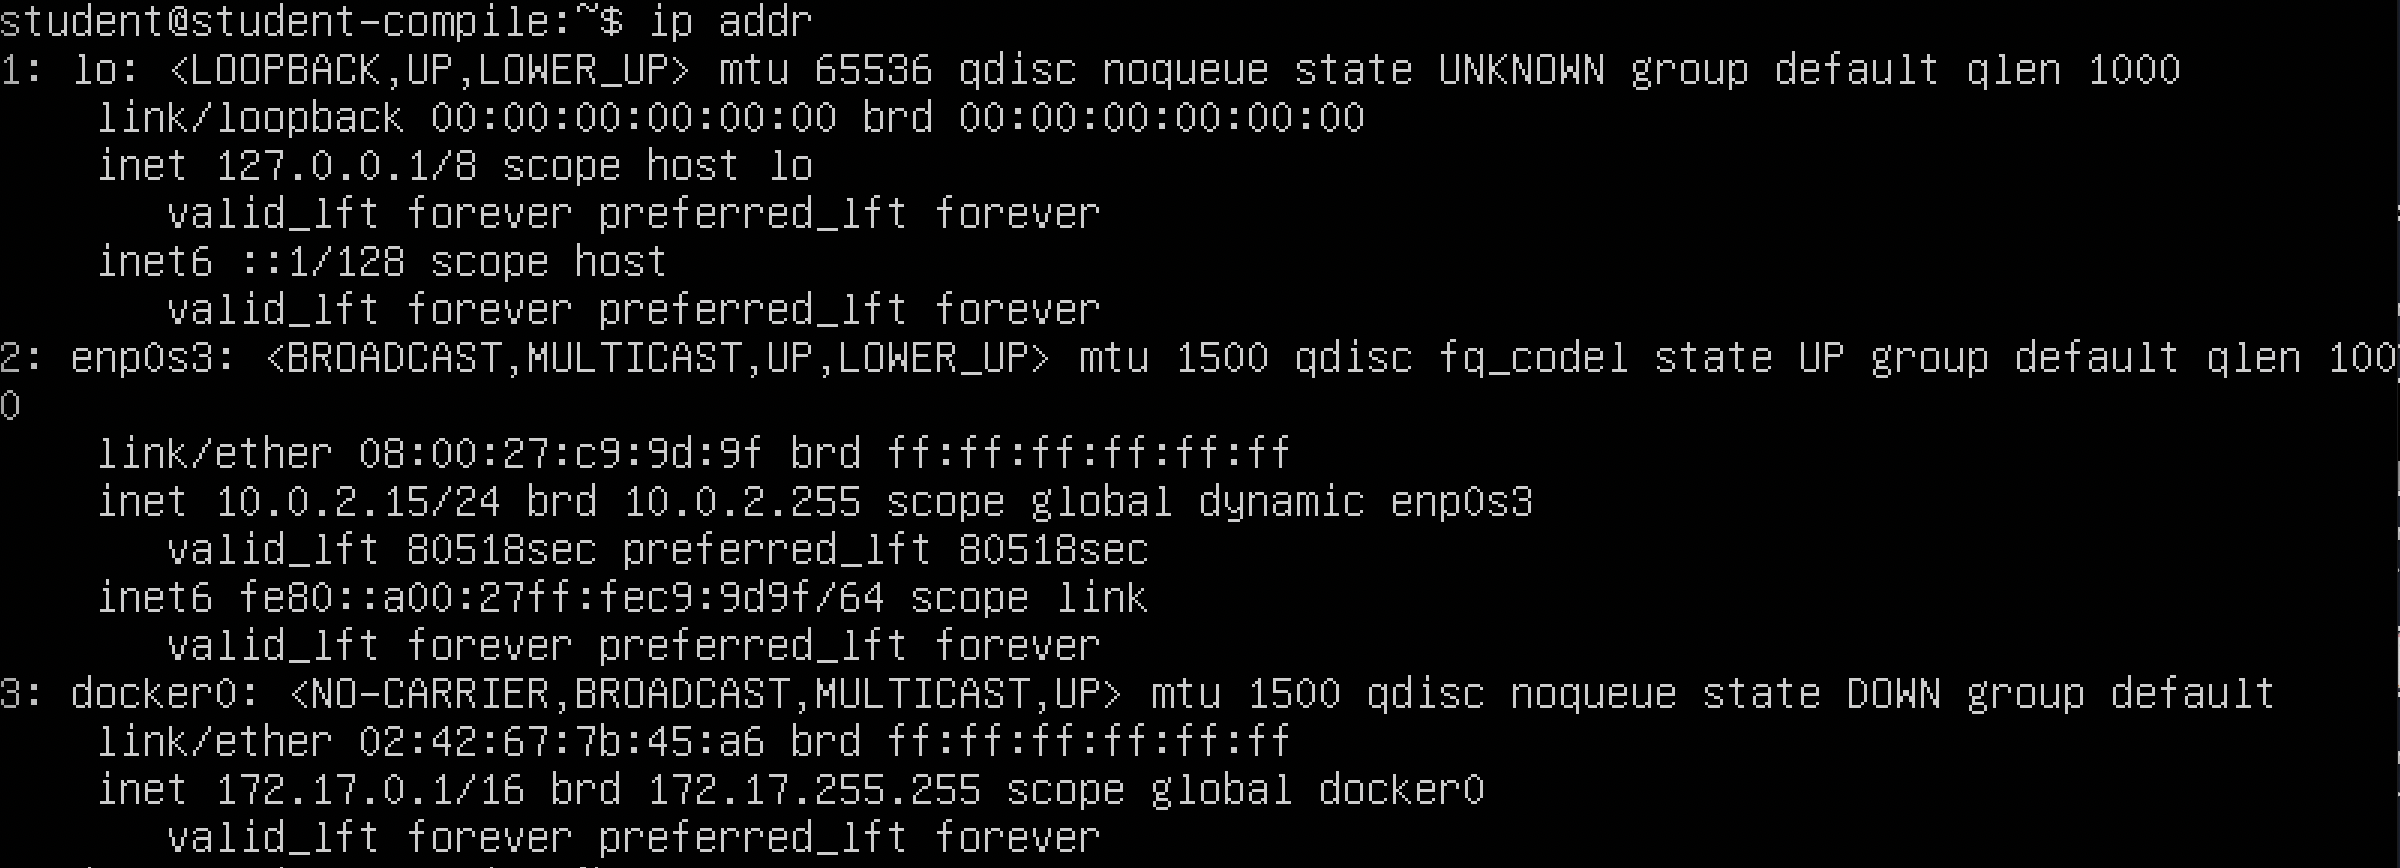 student@student-compile:~$ ip addr
1: lo: <LOOPBACK,UP,LOWER_UP> mtu 65536 qdisc noqueue state UNKNOWN group default qlen 1000
    link/loopback 00:00:00:00:00:00 brd 00:00:00:00:00:00
    inet 127.0.0.1/8 scope host lo
       valid_lft forever preferred_lft forever
    inet6 ::1/128 scope host
       valid_lft forever preferred_lft forever
2: enp0s3: <BROADCAST,MULTICAST,UP,LOWER_UP> mtu 1500 qdisc fq_codel state UP group default qlen 100
0
    link/ether 08:00:27:c9:9d:9f brd ff:ff:ff:ff:ff:ff
    inet 10.0.2.15/24 brd 10.0.2.255 scope global dynamic enp0s3
       valid_lft 80518sec preferred_lft 80518sec
    inet6 fe80::a00:27ff:fec9:9d9f/64 scope link
       valid_lft forever preferred_lft forever
3: docker0: <NO-CARRIER,BROADCAST,MULTICAST,UP> mtu 1500 qdisc noqueue state DOWN group default
    link/ether 02:42:67:7b:45:a6 brd ff:ff:ff:ff:ff:ff
    inet 172.17.0.1/16 brd 172.17.255.255 scope global docker0
       valid_lft forever preferred_lft forever